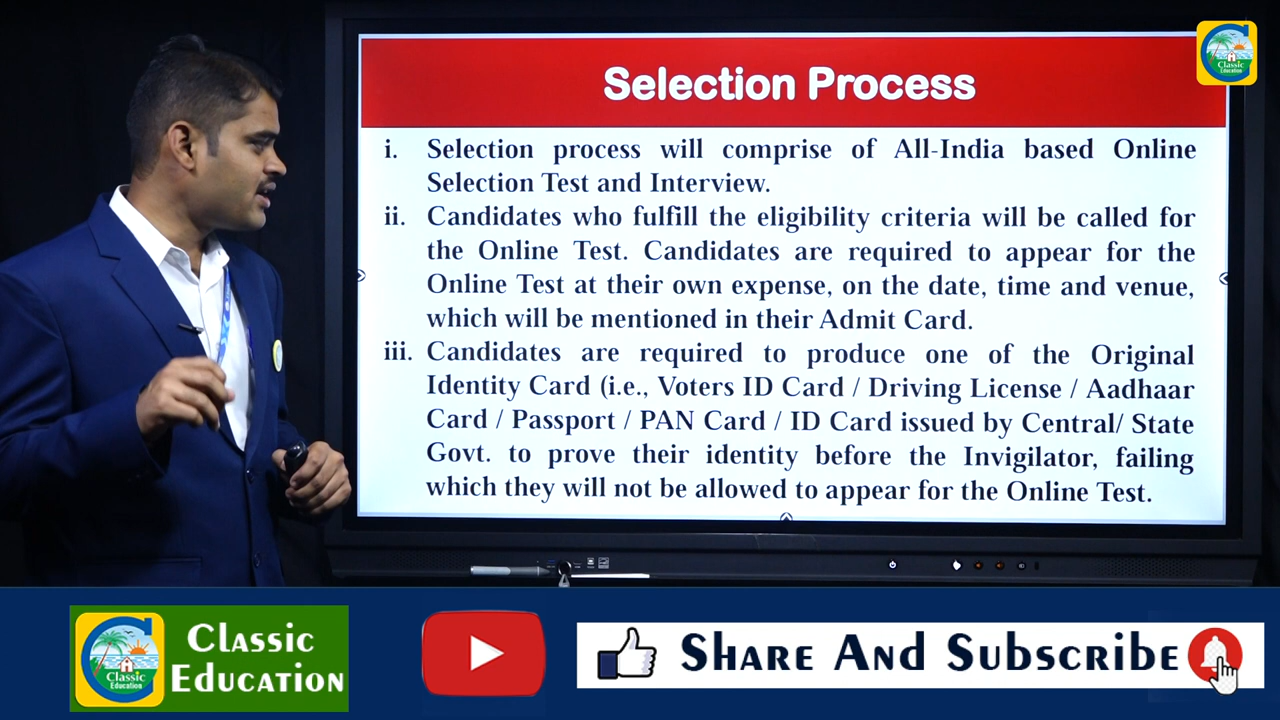 Selection Process
Classic
Education
i. Selection process will comprise of All-India based Online
Selection Test and Interview.
ii. Candidates who fulfill the eligibility criteria will be called for
the Online Test. Candidates are required to appear for the
Online Test at their own expense, on the date, time and venue,
which will be mentioned in their Admit Card.
iii. Candidates are required to produce one of the Original
Identity Card (i.e., Voters ID Card / Driving License / Aadhaar
Card / Passport / PAN Card / ID Card issued by Central/ State
Govt. to prove their identity before the Invigilator, failing
which they will not be allowed to appear for the Online Test.
Classic
Education
Classic
Education
Share And Subscribe